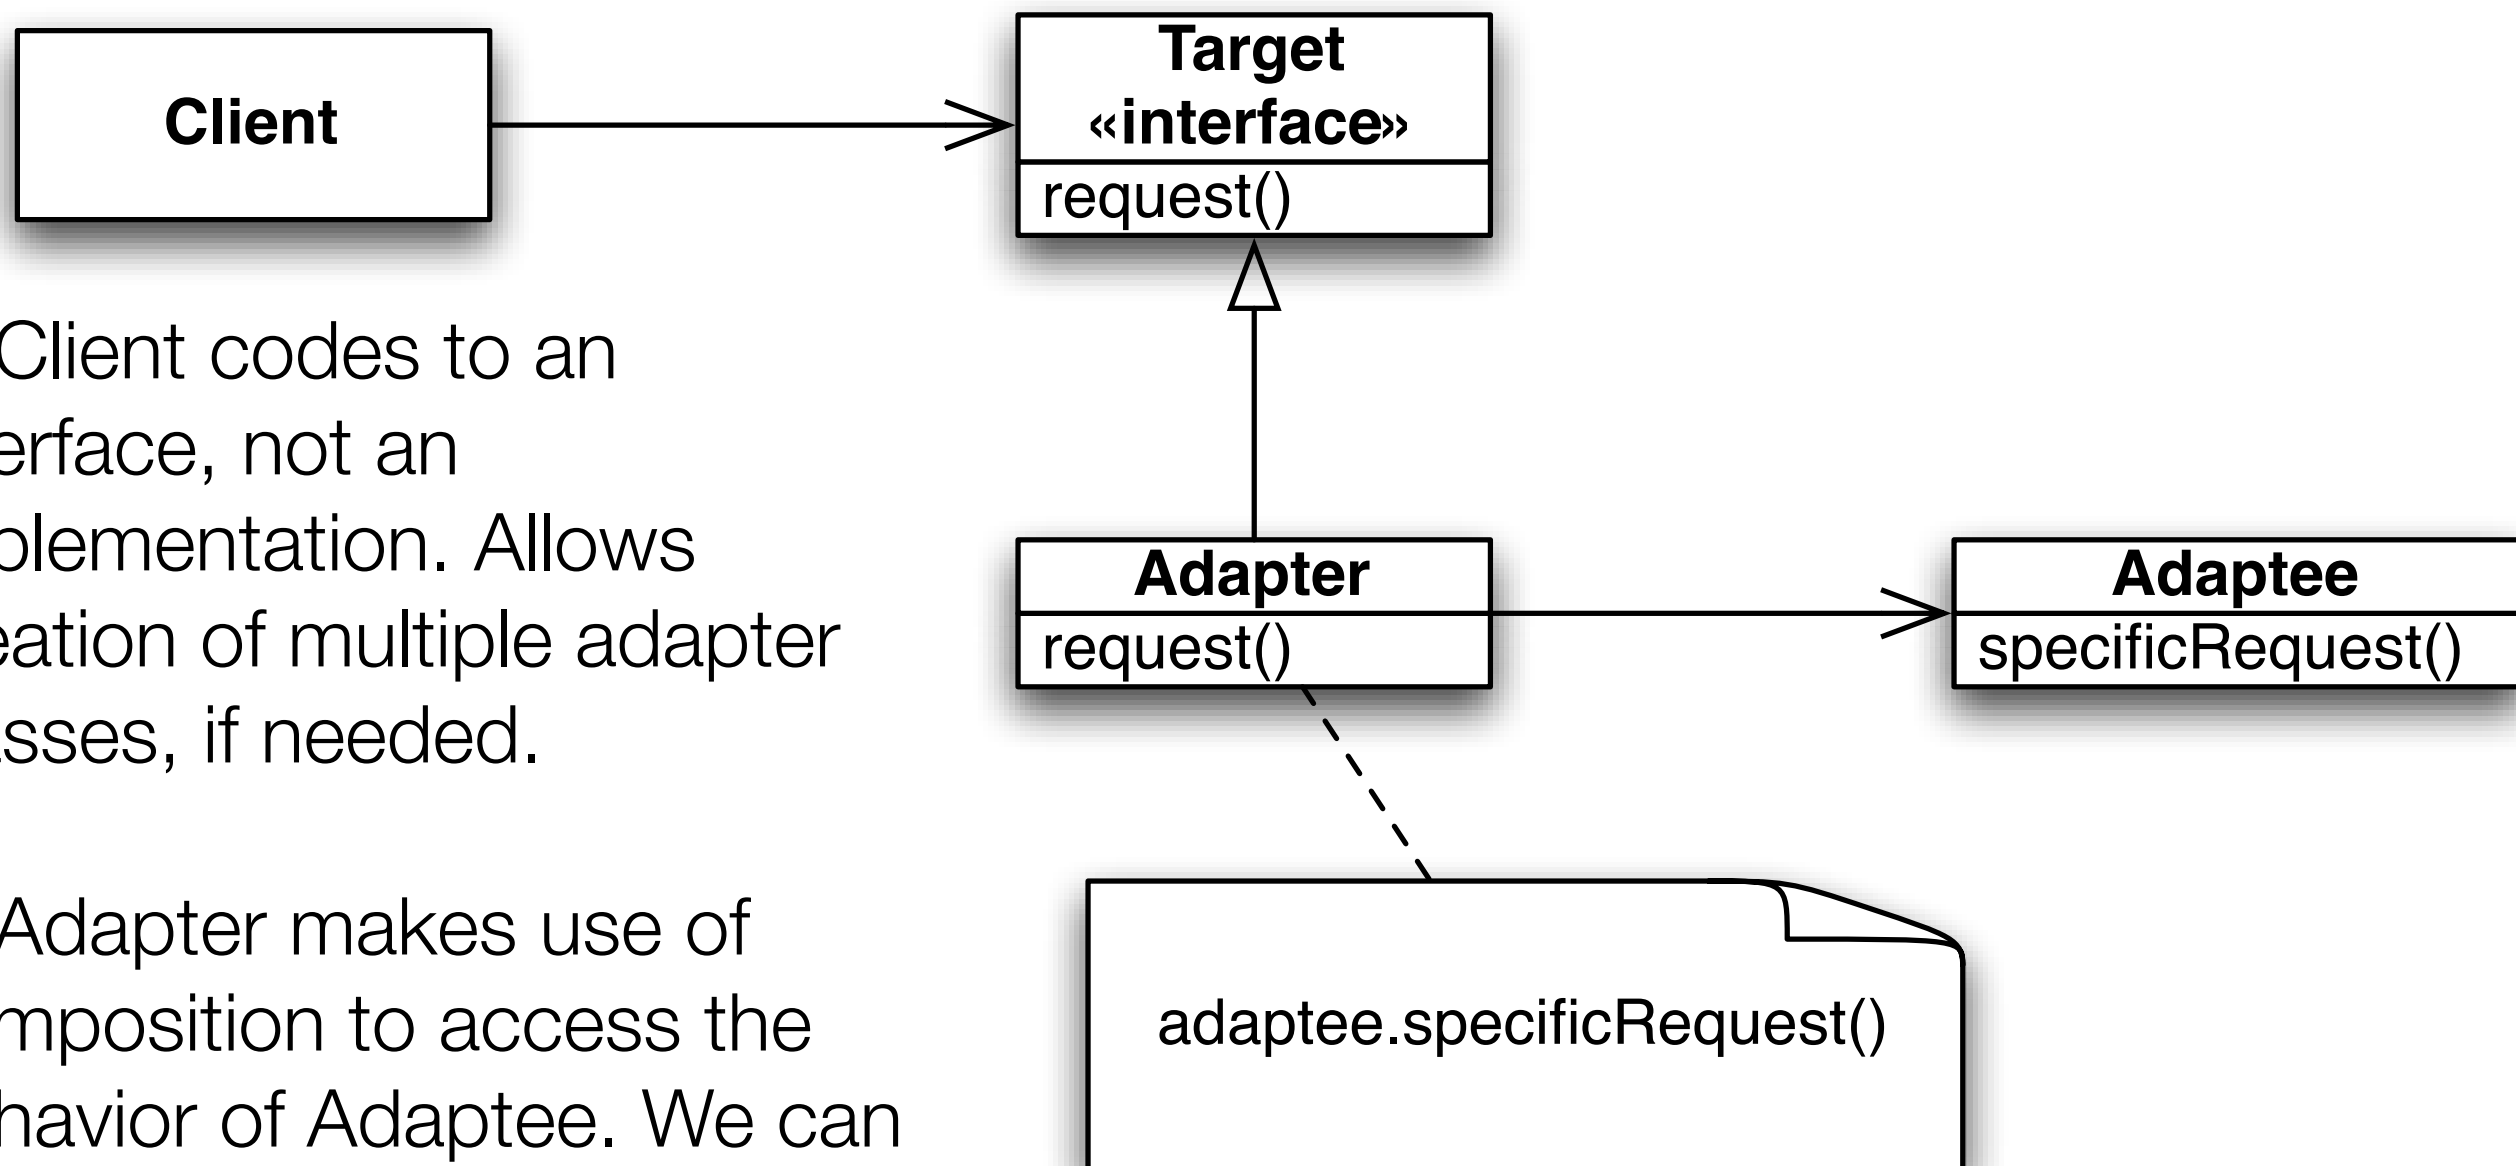 Client
Target
«interface»
request()
Client codes to an
erface, not an
plementation. Allows
eation of multiple adapter
asses, if needed.
Adapter
request()
Adaptee
specificRequest()
Adapter makes use of
mposition to access the
havior of Adaptee. We can
adaptee.specificRequest()